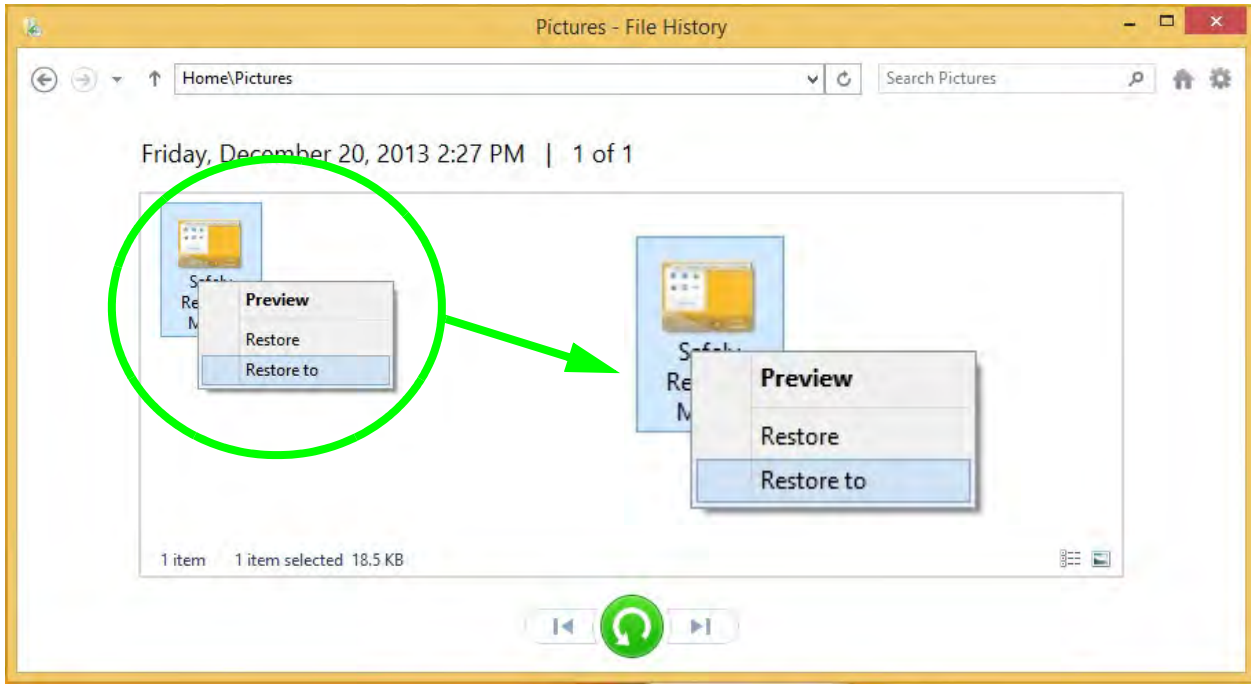 Pictures - File History
Home\Pictures
Search Pictures
Friday, December 20, 2013 2:27 PM | 1 of 1
Preview
Restore
Restore to
Preview
Restore
Restore to
1 item 1 item selected 18.5 KB